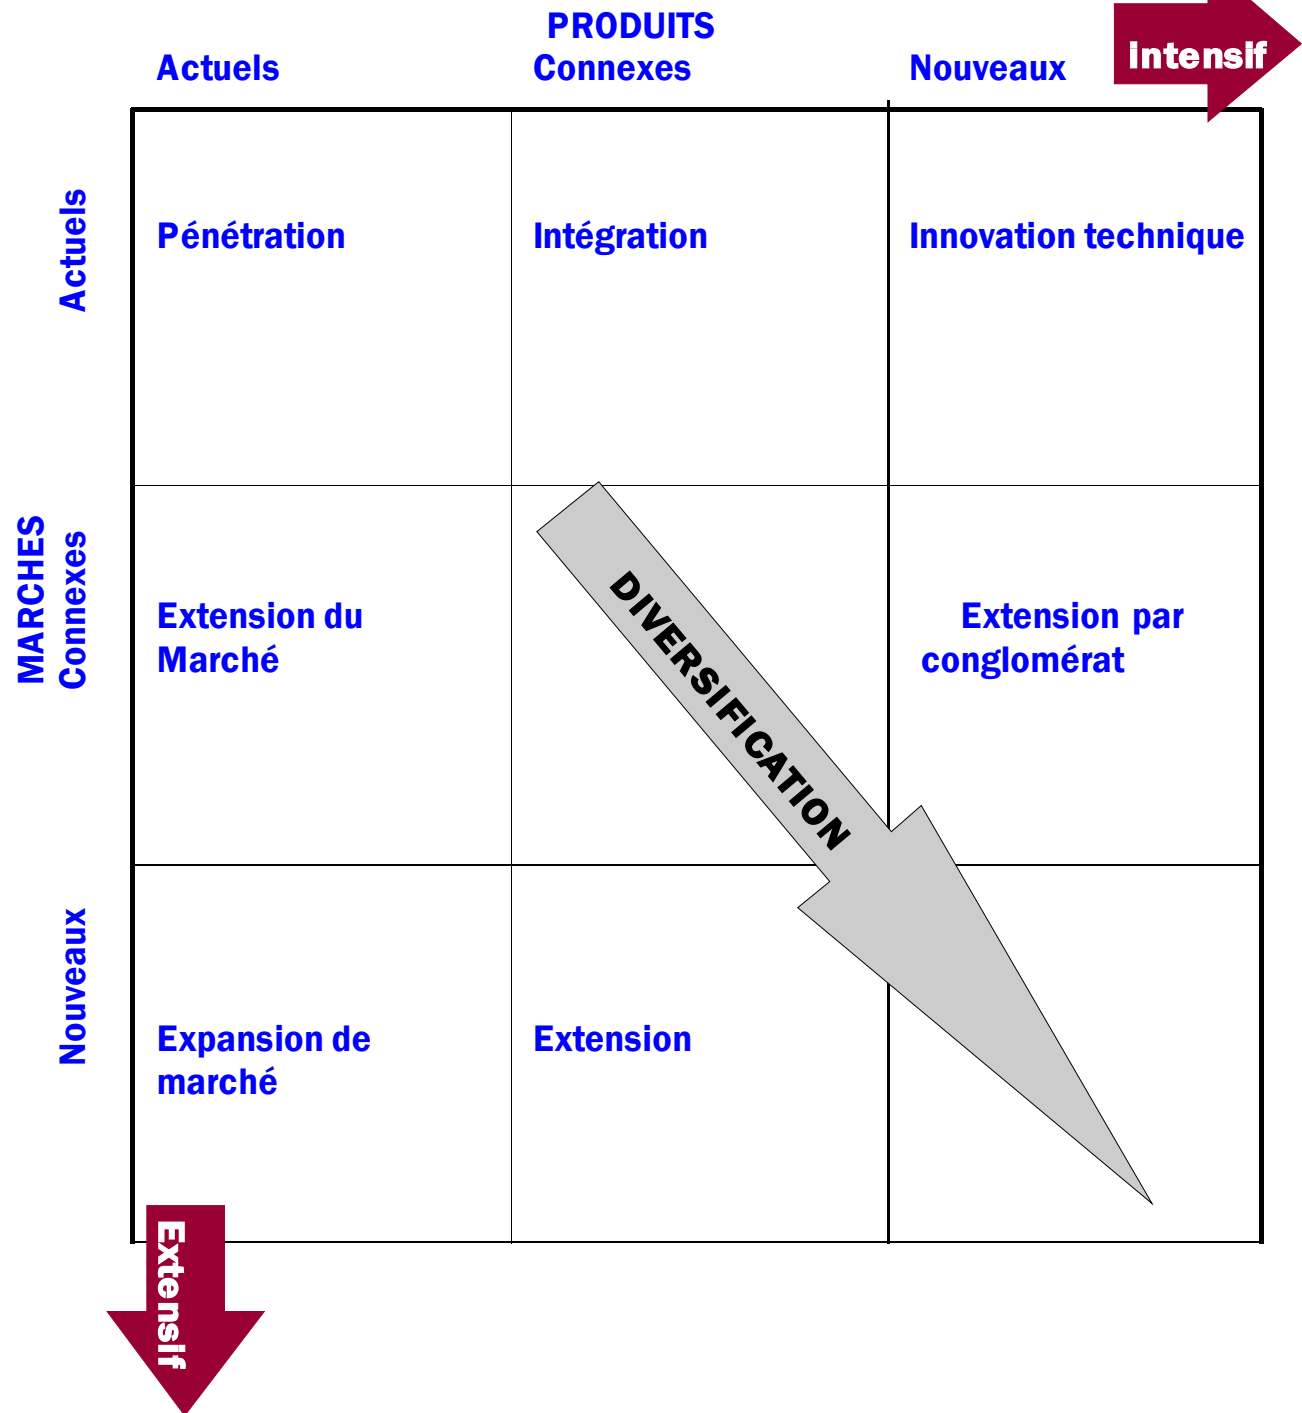 PRODUITS
Actuels Connexes Nouveaux
intensif
Actuels
Pénétration Intégration Innovation technique
MARCHES
Connexes
Extension du
Marché
DIVERSIFICATION
Extension par
conglomérat
Nouveaux
Expansion de
marché
Extension
Extensif